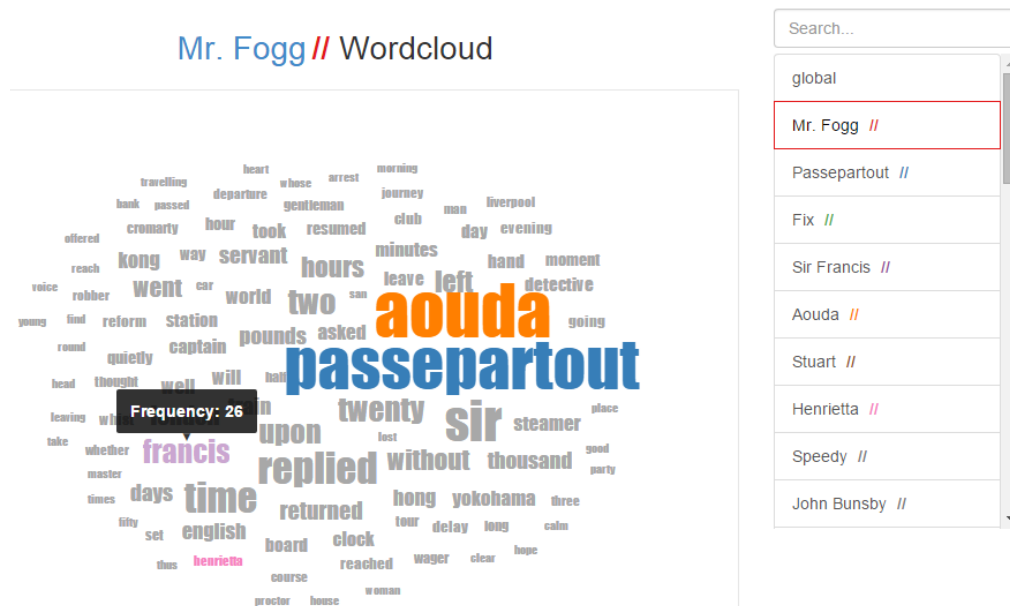 Mr. Fogg // Wordcloud
Search...
global
Mr. Fogg //
Passepartout //
Fix //
Sir Francis //
Aouda //
Stuart //
Henrietta //
Speedy //
John Bunsby //
heart morning
travelling whose arrest
departure journey
bank passed gentleman liverpool
cromarty hour took resumed club man
offered day evening
kong way servant minutes
reach hours hand moment
voice robber went car world two san leave left detective
young find reform station aouda going
round quietly captain pounds asked
head thought well will half passepartout
Frequency: 26
leaving train twenty sir place
take upon lost steamer
whether francis good
master replied without thousand party
times days time hong yokohama three
fifty returned tour delay long calm
set english board clock
thus henrietta reached wager clear hope
course
proctor house woman